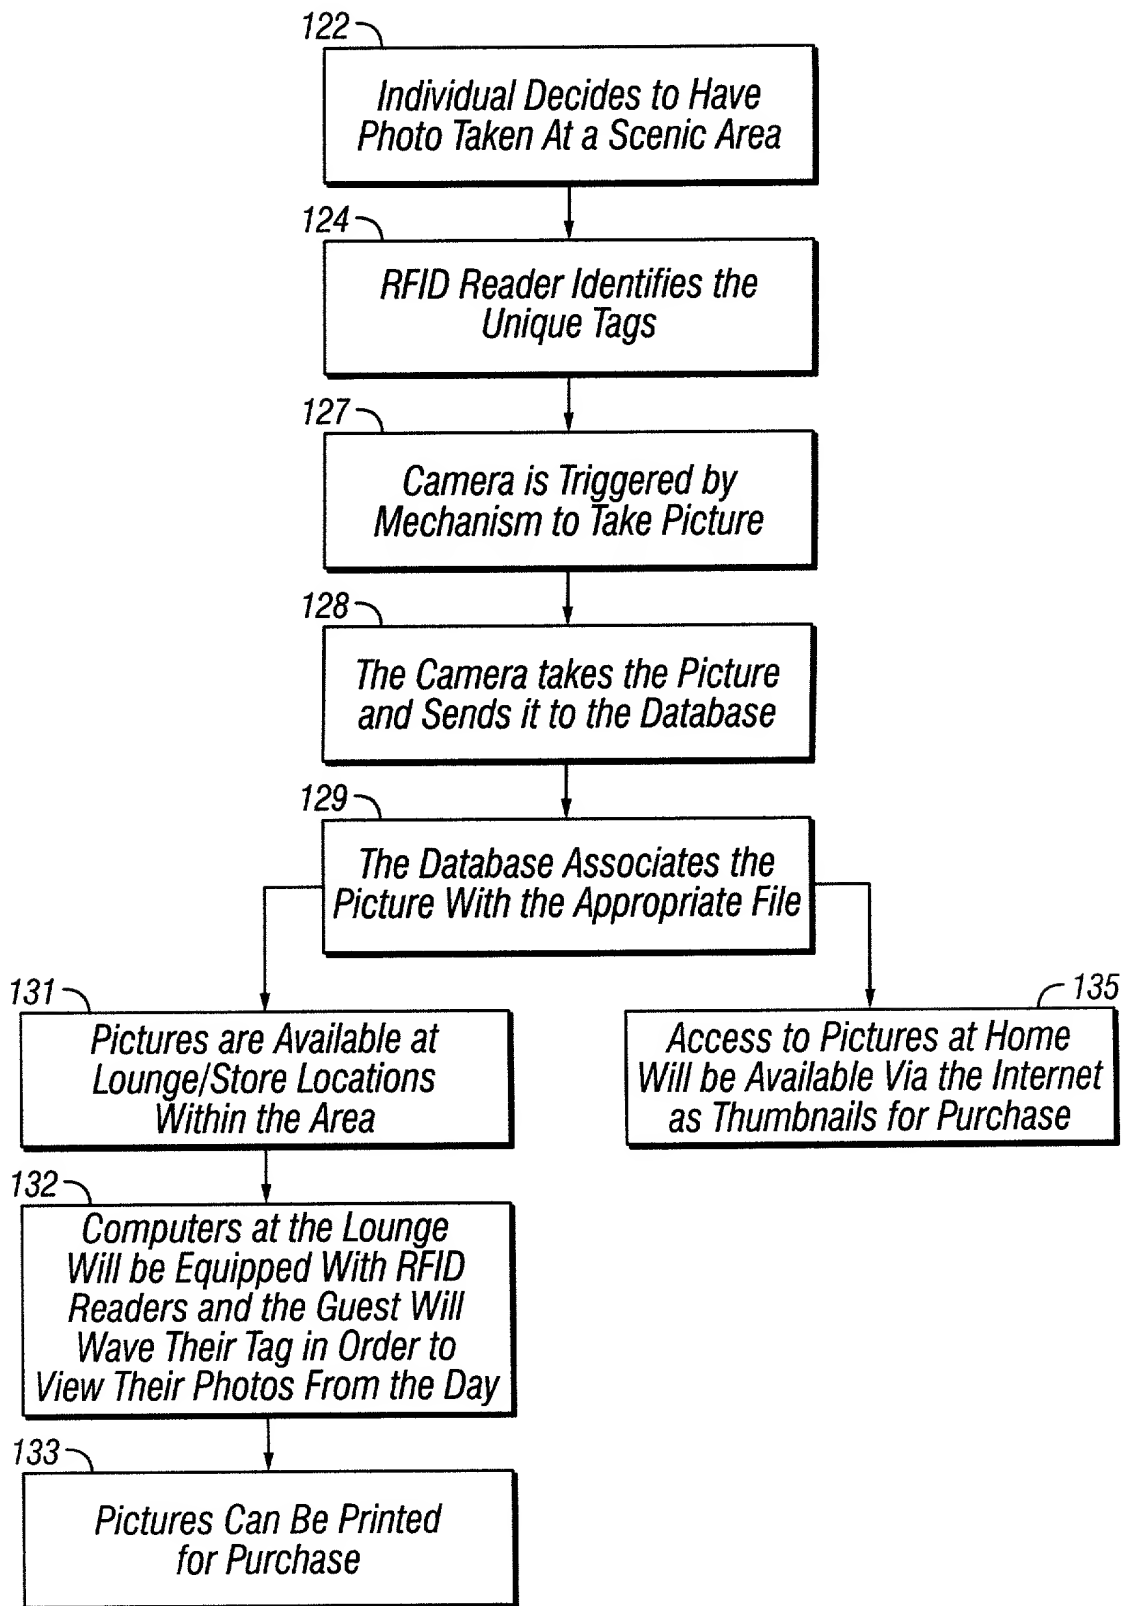 122
Individual Decides to Have
Photo Taken At a Scenic Area
124
RFID Reader Identifies the
Unique Tags
127
Camera is Triggered by
Mechanism to Take Picture
128
The Camera takes the Picture
and Sends it to the Database
129
The Database Associates the
Picture With the Appropriate File
131
Pictures are Available at
Lounge/Store Locations
Within the Area
135
Access to Pictures at Home
Will be Available Via the Internet
as Thumbnails for Purchase
132
Computers at the Lounge
Will be Equipped With RFID
Readers and the Guest Will
Wave Their Tag in Order to
View Their Photos From the Day
133
Pictures Can Be Printed
for Purchase